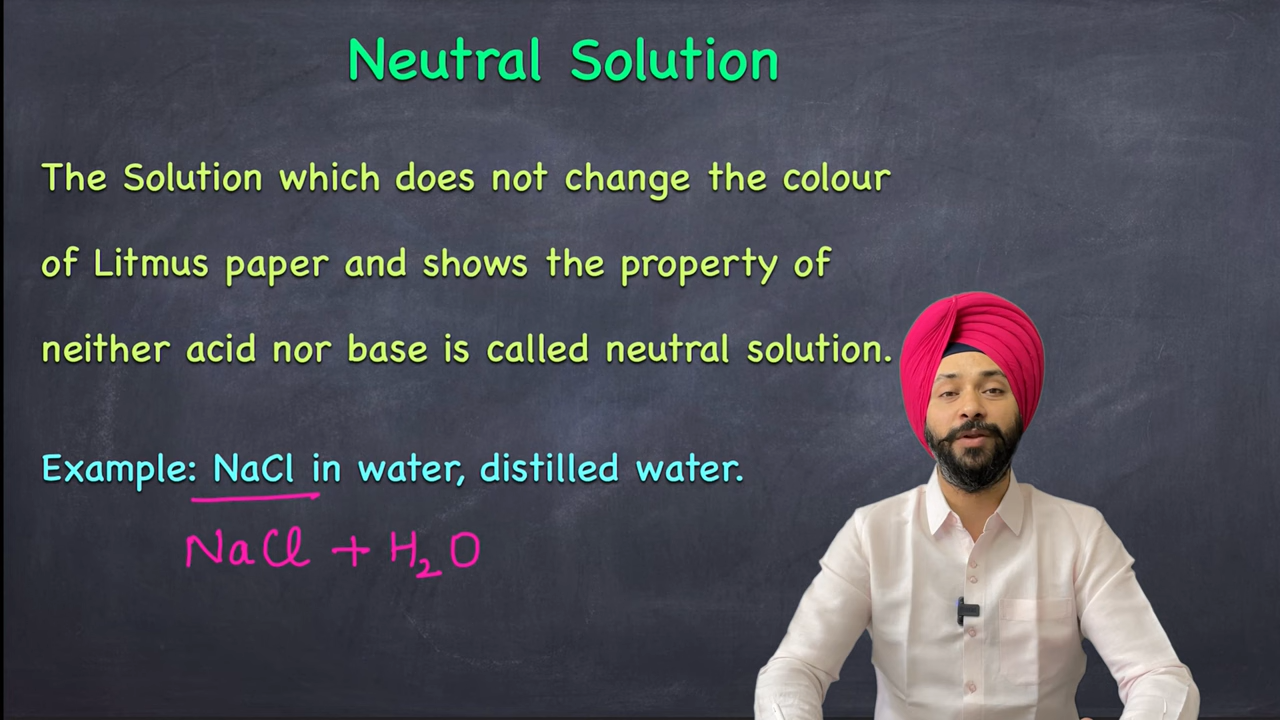 Neutral Solution
The Solution which does not change the colour
of Litmus paper and shows the property of
neither acid nor base is called neutral solution.
Example: NaCl in water, distilled water.
NaCl + H₂O